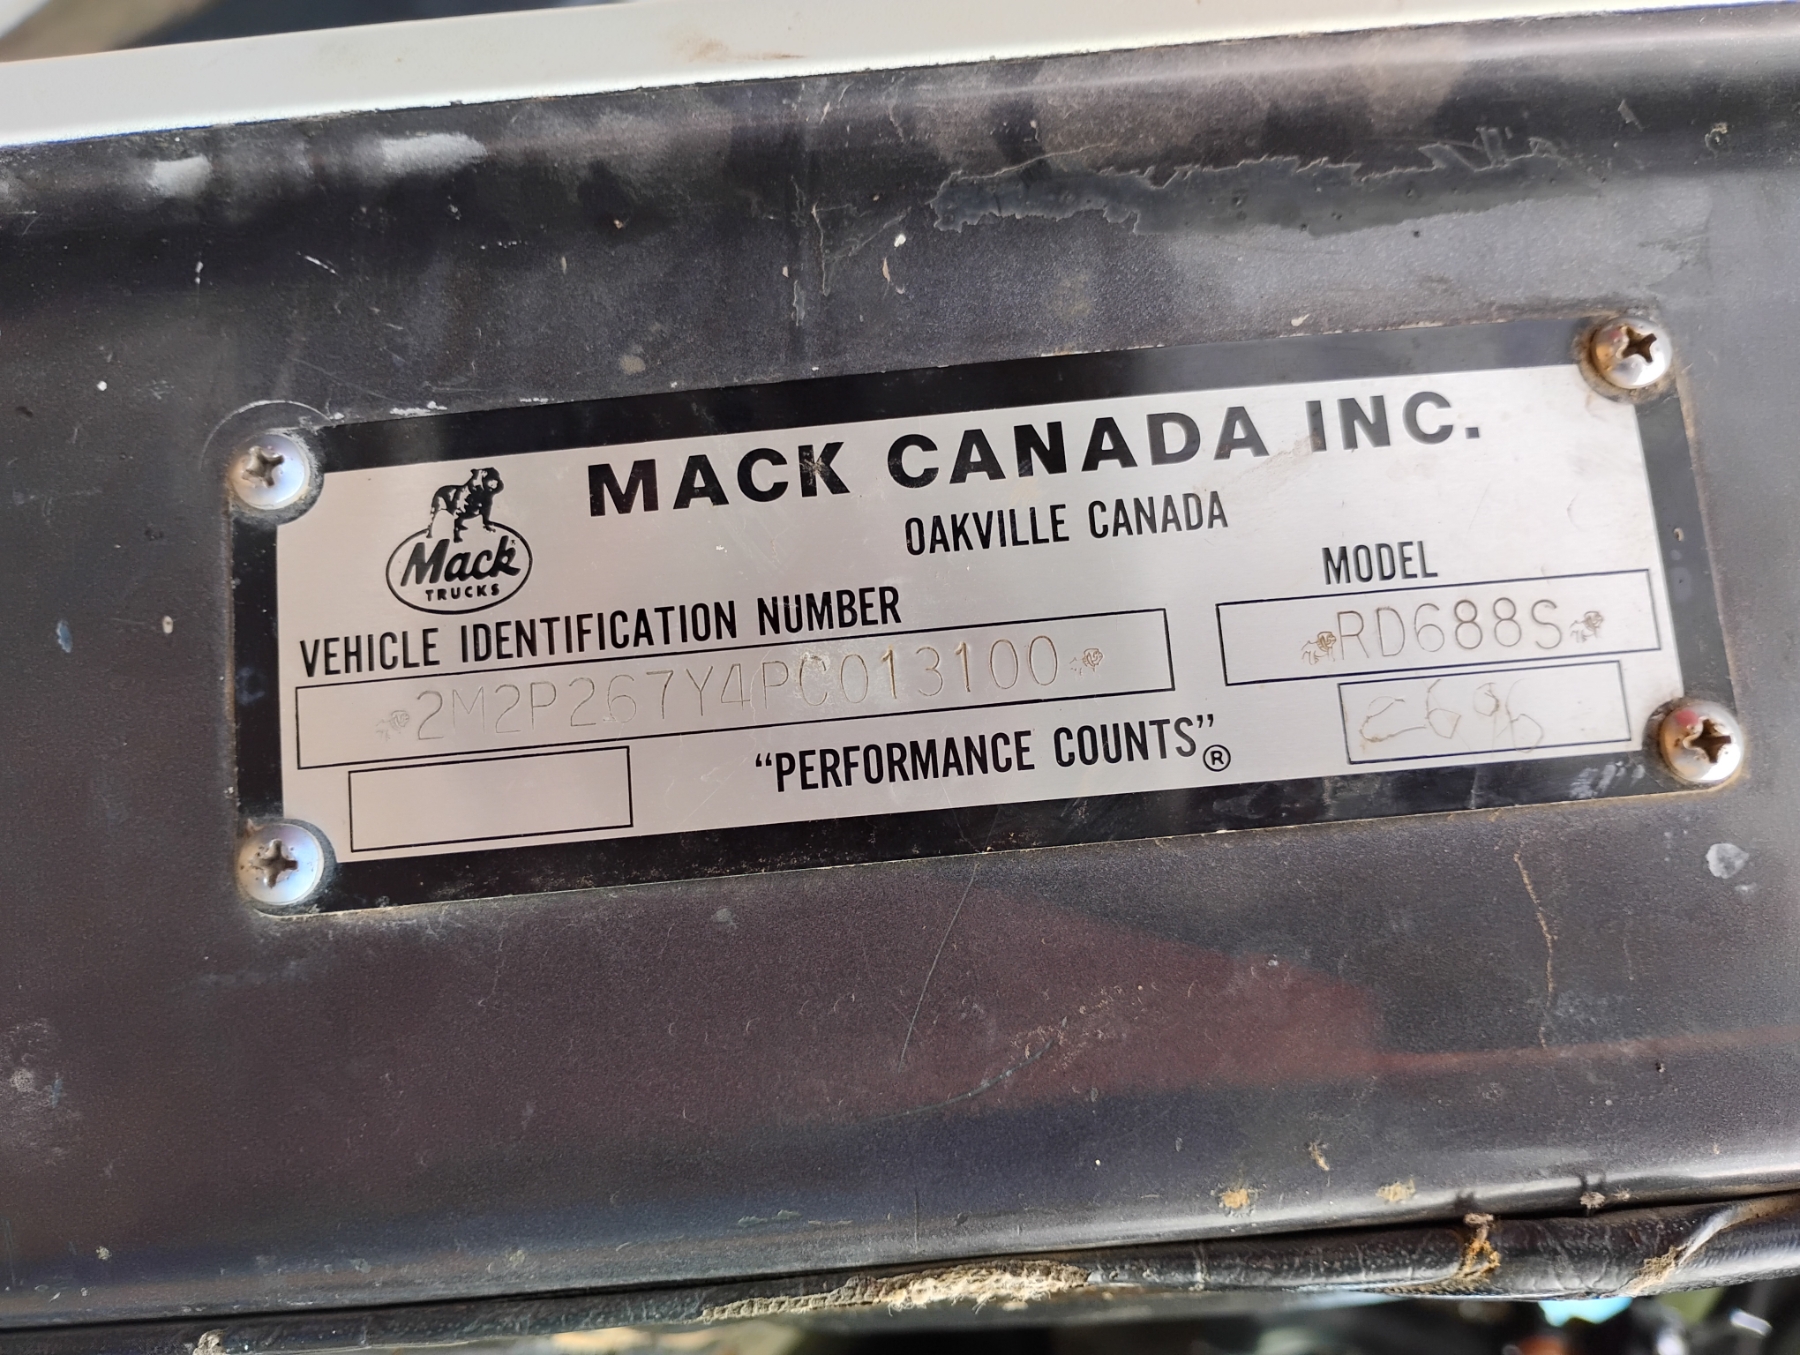 MACK CANADA INC.
OAKVILLE CANADA
Mack
TRUCKS
MODEL
VEHICLE IDENTIFICATION NUMBER
RD688S
2M2P267Y4PC013100
"PERFORMANCE COUNTS"®